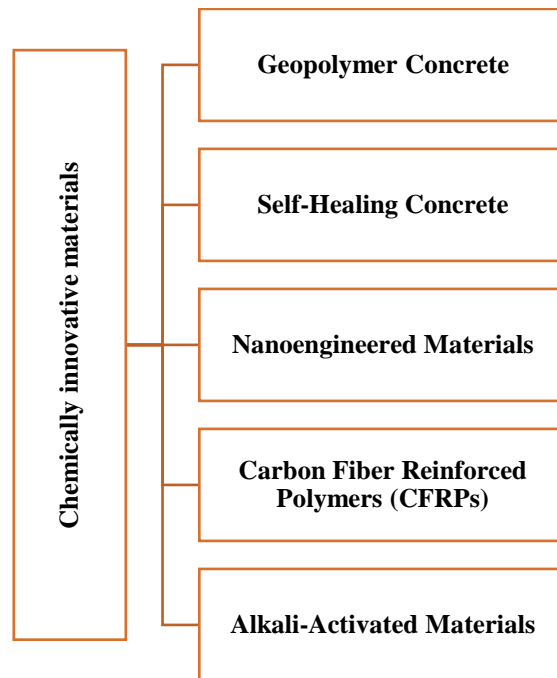 Chemically innovative materials
Geopolymer Concrete
Self-Healing Concrete
Nanoengineered Materials
Carbon Fiber Reinforced
Polymers (CFRPs)
Alkali-Activated Materials